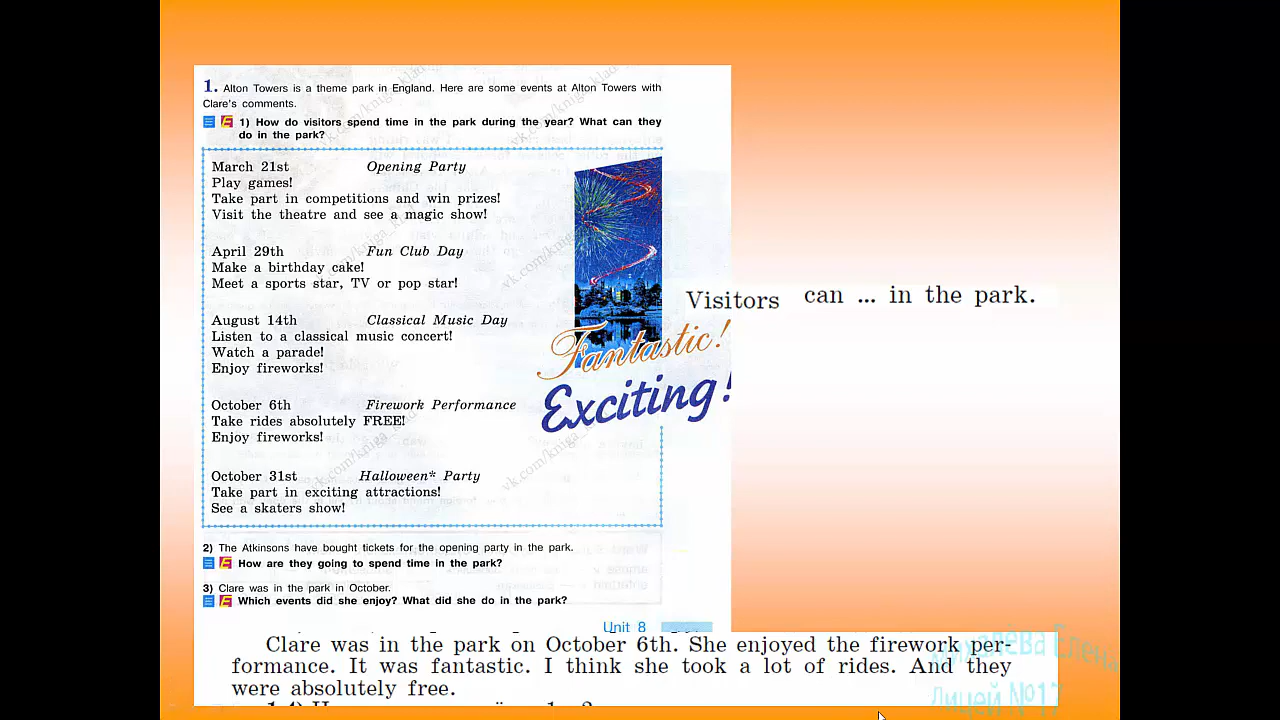 1. Alton Towers is a theme park in England. Here are some events at Alton Towers with
Clare's comments.
1) How do visitors spend time in the park during the year? What can they
do in the park?
March 21st Opening Party
Play games!
Take part in competitions and win prizes!
Visit the theatre and see a magic show!
April 29th Fun Club Day
Make a birthday cake!
Meet a sports star, TV or pop star!
August 14th Classical Music Day
Listen to a classical music concert!
Watch a parade!
Enjoy fireworks!
October 6th Firework Performance
Take rides absolutely FREE!
Enjoy fireworks!
October 31st Halloween* Party
Take part in exciting attractions!
See a skaters show!
Fantastic!
Exciting!
Visitors can ... in the park.
2) The Atkinsons have bought tickets for the opening party in the park.
How are they going to spend time in the park?
3) Clare was in the park in October.
Which events did she enjoy? What did she do in the park?
Unit 8
Clare was in the park on October 6th. She enjoyed the firework per-
formance. It was fantastic. I think she took a lot of rides. And they
were absolutely free.
Михалёва Елена
Лицей №1